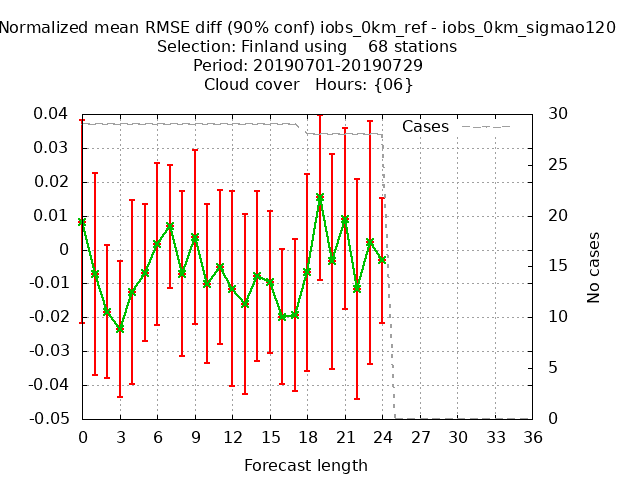 Normalized mean RMSE diff (90% conf) iobs_0km_ref - iobs_0km_sigmao120
Selection: Finland using 68 stations
Period: 20190701-20190729
Cloud cover Hours: {06}
Cases
0.04
0.03
0.02
0.01
0
-0.01
-0.02
-0.03
-0.04
-0.05
30
25
20
15
10
5
0
No cases
0 3 6 9 12 15 18 21 24 27 30 33 36
Forecast length